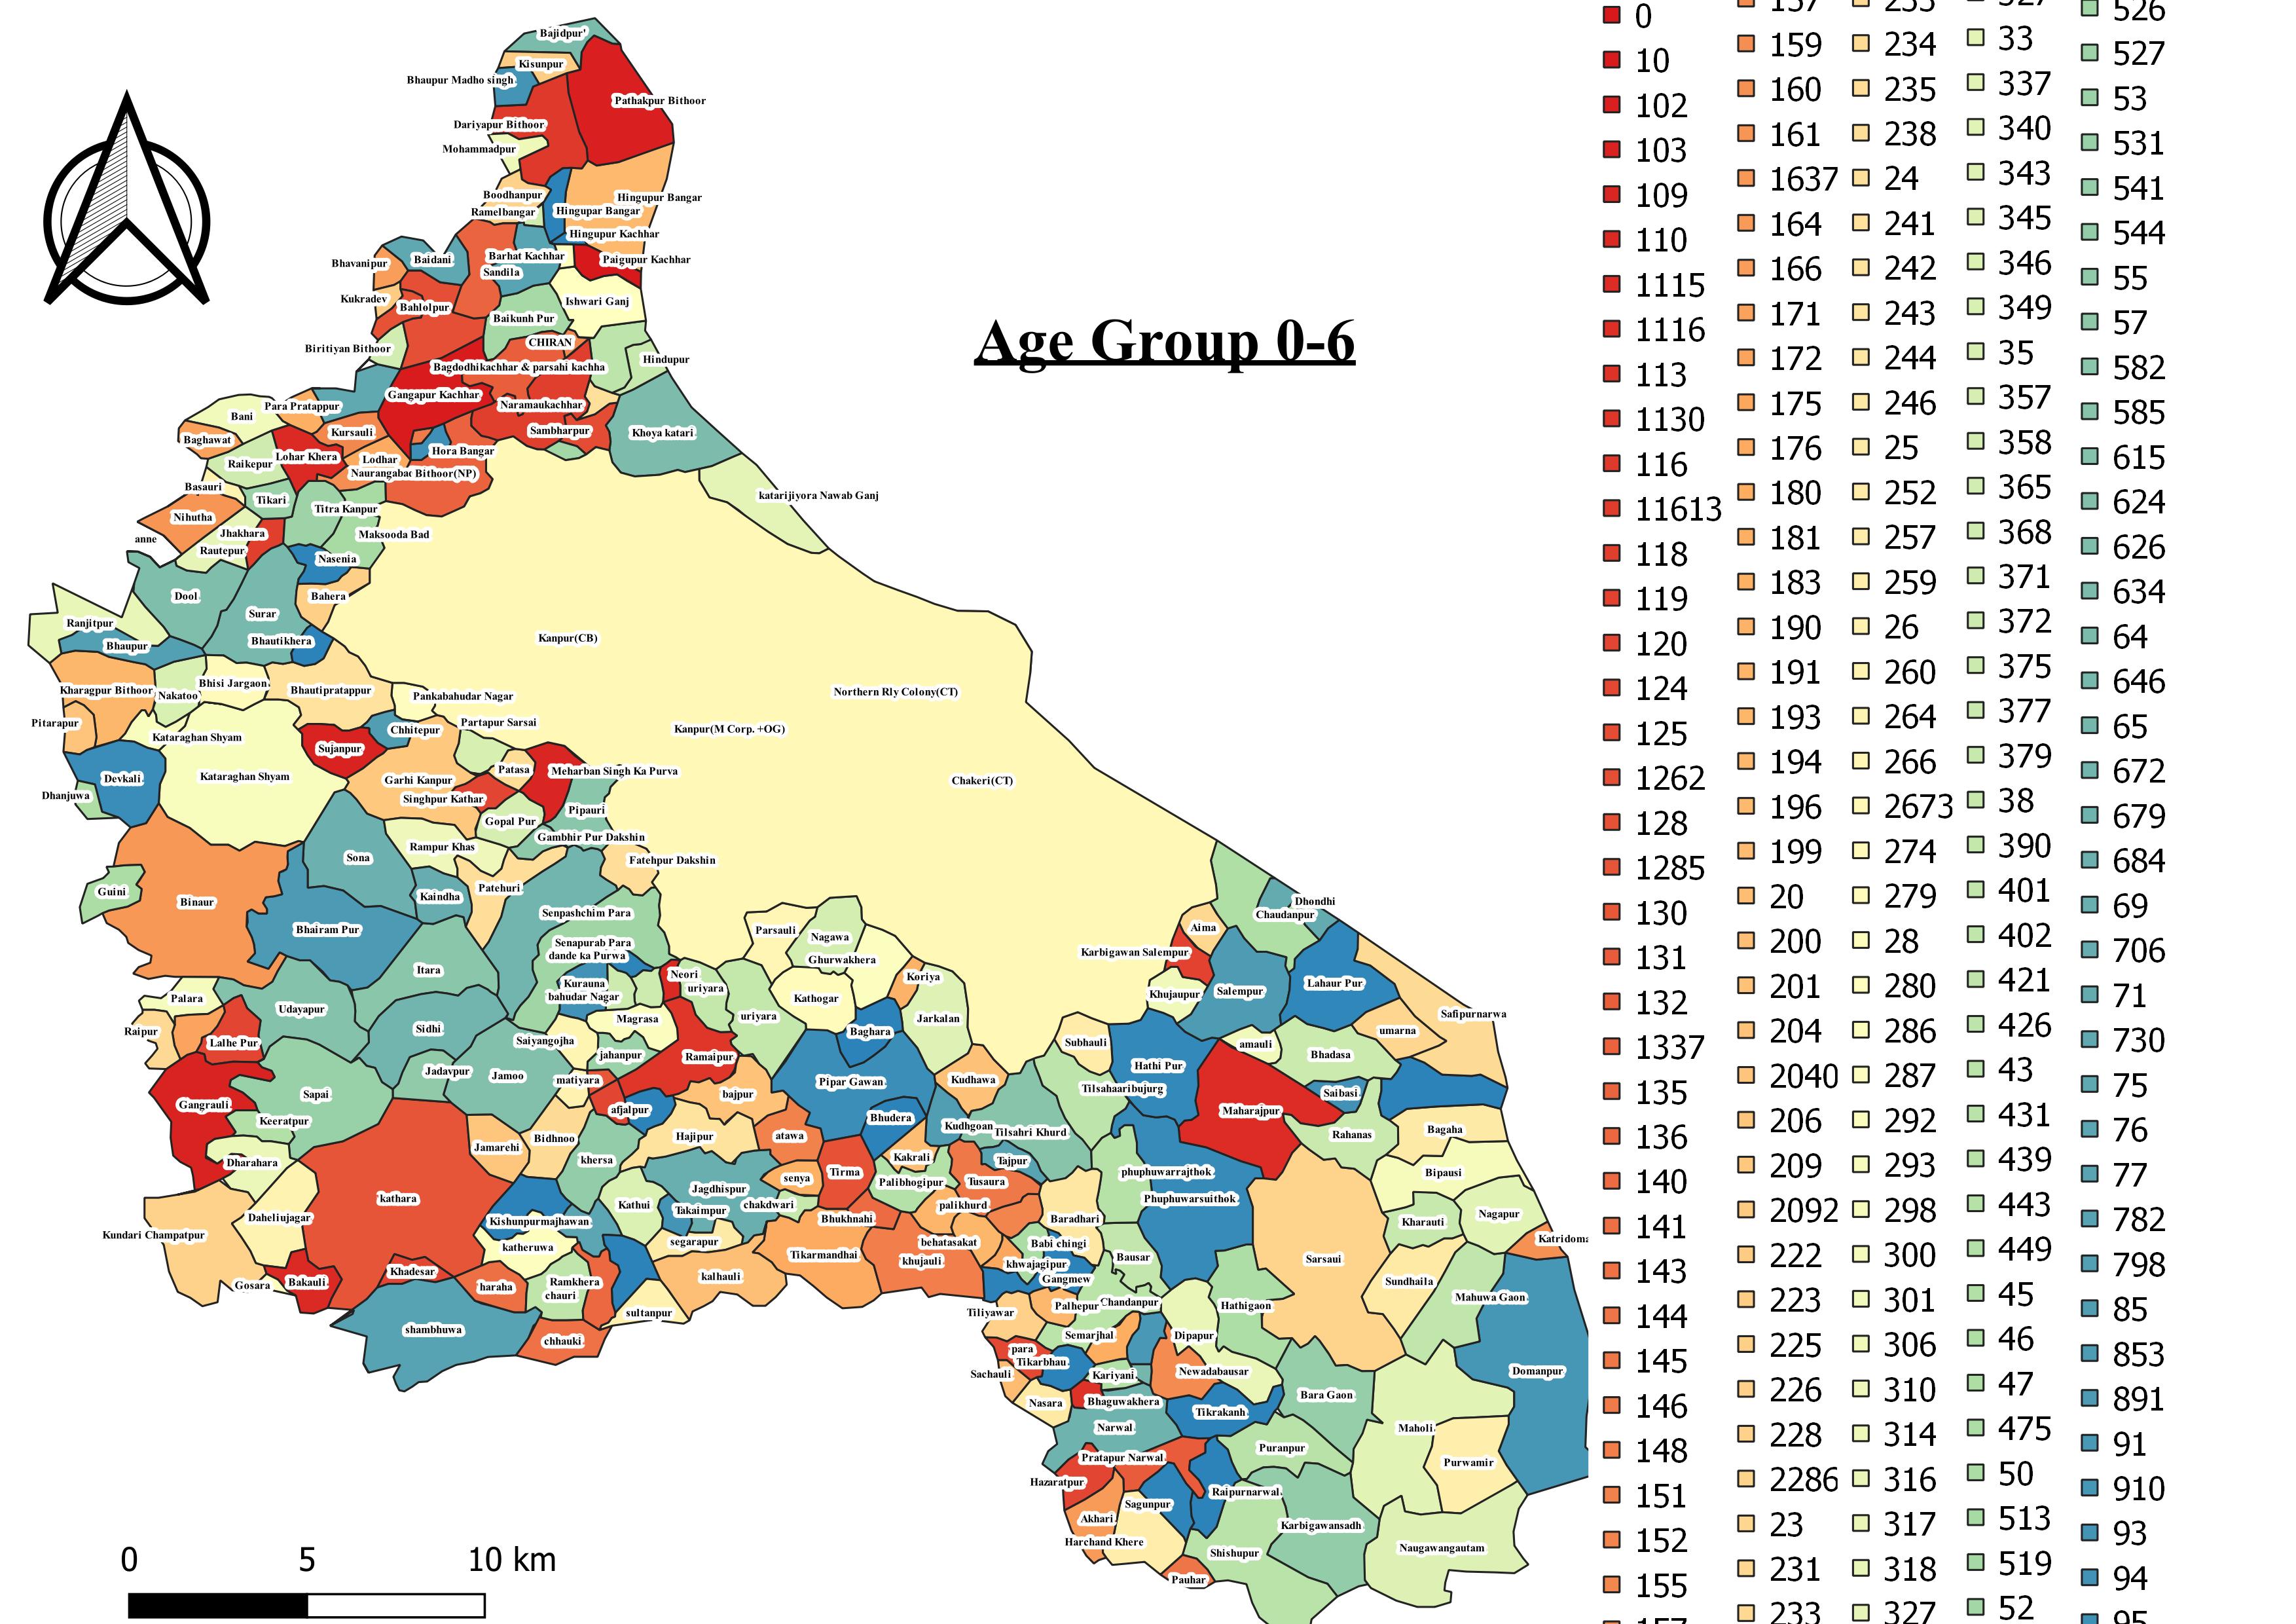 Age Group 0-6
Bajidpur'
Kisunpur
Bhaupur Madho singh
Pathakpur Bithoor
Dariyapur Bithoor
Mohammadpur
Boodhanpur
Hingupur Bangar
Ramelbangar
Hingupar Bangar
Hingupur Kachhar
Barhat Kachhar
Paigupur Kachhar
Bhavanipur
Baidani
Sandila
Kukradev
Bahlolpur
Ishwari Ganj
Baikunh Pur
Biritiyan Bithoor
CHIRAN
Hindupur
Bagdodhikachhar & parsahi kachha
Gangapur Kachhar
Naramaukachhar
Para Pratappur
Bani
Kursauli
Sambharpur
Khoya katari
Baghawat
Hora Bangar
Lohar Khera
Lodhar
Raikepur
Naurangabad
Bithoor(NP)
Basauri
Tikari
katarijiyora Nawab Ganj
Titra Kanpur
Nihutha
Jhakhara
Maksooda Bad
anne
Rautepur
Nasenia
Dool
Bahera
Surar
Ranjitpur
Bhautikhera
Bhaupur
Kanpur(CB)
Kharagpur Bithoor
Nakatoo
Bhisi Jargaon
Bhautipratappur
Pankabahudar Nagar
Northern Rly Colony(CT)
Pitarapur
Kataraghan Shyam
Chhitepur
Partapur Sarsai
Kanpur(M Corp. +OG)
Sujanpur
Devkali
Kataraghan Shyam
Garhi Kanpur
Patasa
Meharban Singh Ka Purva
Chakeri(CT)
Dhanjuwa
Singhpur Kathar
Pipauri
Gopal Pur
Gambhir Pur Dakshin
Rampur Khas
Sona
Fatehpur Dakshin
Guini
Binaur
Kaindha
Patehuri
Bhairam Pur
Senpashchim Para
Senapurab Para
dande ka Purwa
Parsauli
Nagawa
Ghurwakhera
Aima
Chaudanpur
Dhondhi
Karbigawan Salempur
Itara
Kurauna
bahudur Nagar
Neori
uriyara
Kathogar
Koriya
Khujaupur
Salempur
Lahaur Pur
Palara
Udayapur
Magrasa
uriyara
Baghara
Jarkalan
Safipurnawa
Raipur
Lalhe Pur
Sidhi
Saiyangojha
jahanpur
Ramaipur
Subhauli
amauli
umarna
Bhadasa
Jadavpur
Jamoo
matiyara
Pipar Gawan
Kudhawa
Hathi Pur
Tilsahaaribujurg
Saibasi
Gangrauli
Sapai
afjalpur
bajpur
Bhudera
Maharajpur
Keeratpur
Jamarehi
Bidhnoo
Hajipur
atawa
Kudhgoan
Tilsahri Khurd
Rahanas
Bagaha
Dharahara
khersa
Kakrali
Tajpur
phuphuwarrajthok
Bipausi
kathara
Jagdhispur
senya
Tirma
Palibhogipur
Tusaura
Phuphuwarsuithok
Daheliujagar
Kathui
Takaimpur
chakdwari
palikhurd
Nagapur
Kundari Champatpur
Kishunpurmajhawan
Bhukhnahi
Baradhari
Kharauti
katheruwa
segarapur
Tikarmandhai
behatasakat
Babi chingi
Bausar
Sarsaui
Katridoma
Gosara
Bakauli
Khadesar
haraha
Ramkhera
chauri
kalhauli
khujauli
khwajagipur
Gangmew
Sundhaila
Mahuwa Gaon
shambhuwa
chhauki
sultanpur
Tiliyawar
Palhepur
Chandanpur
Hathigaon
Semarjhal
Dipapur
para
Tikarbhau
Sachauli
Kariyani
Newadabausar
Domanpur
Nasara
Bhaguwakhera
Tikrakanh
Bara Gaon
Narwal
Maholi
Pratapur Narwal
Puranpur
Purwamir
Hazaratpur
Sagunpur
Raipurnarwal
Akhari
Karbigawansadh
Harchand Khere
Shishupur
Naugawangautam
Pauhar
0 5 10 km
0
10
102
103
109
110
1115
1116
113
1130
116
11613
118
119
120
124
125
1262
128
1285
130
131
132
1337
135
136
140
141
143
144
145
146
148
151
152
155
157
157
159
160
161
1637
164
166
171
172
175
176
180
181
183
190
191
193
194
196
199
20
200
201
204
2040
206
209
2092
222
223
225
226
228
2286
23
231
233
233
234
235
238
24
241
242
243
244
246
25
252
257
259
26
260
264
266
2673
274
279
28
280
286
287
292
293
298
300
301
306
310
314
316
317
318
327
327
33
337
340
343
345
346
349
35
357
358
365
368
371
372
375
377
379
38
390
401
402
421
426
43
431
439
443
449
45
46
47
475
50
513
519
52
526
527
53
531
541
544
55
57
582
585
615
624
626
634
64
646
65
672
679
684
69
706
71
730
75
76
77
782
798
85
853
891
91
910
93
94
95